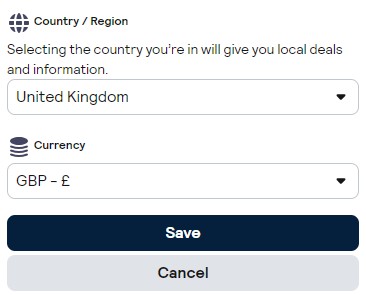 Country / Region
Selecting the country you're in will give you local deals
and information.
United Kingdom
Currency
GBP - £
Save
Cancel